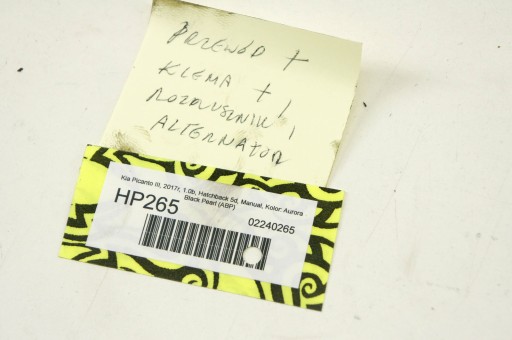 PRZEWÓD +
KLEMA +
ROZRUSZNIK /
ALTERNATOR
Kia Picanto III, 2017r, 1.0b, Hatchback 5d, Manual, Kolor: Aurora
Black Pearl (ABP)
HP265
02240265